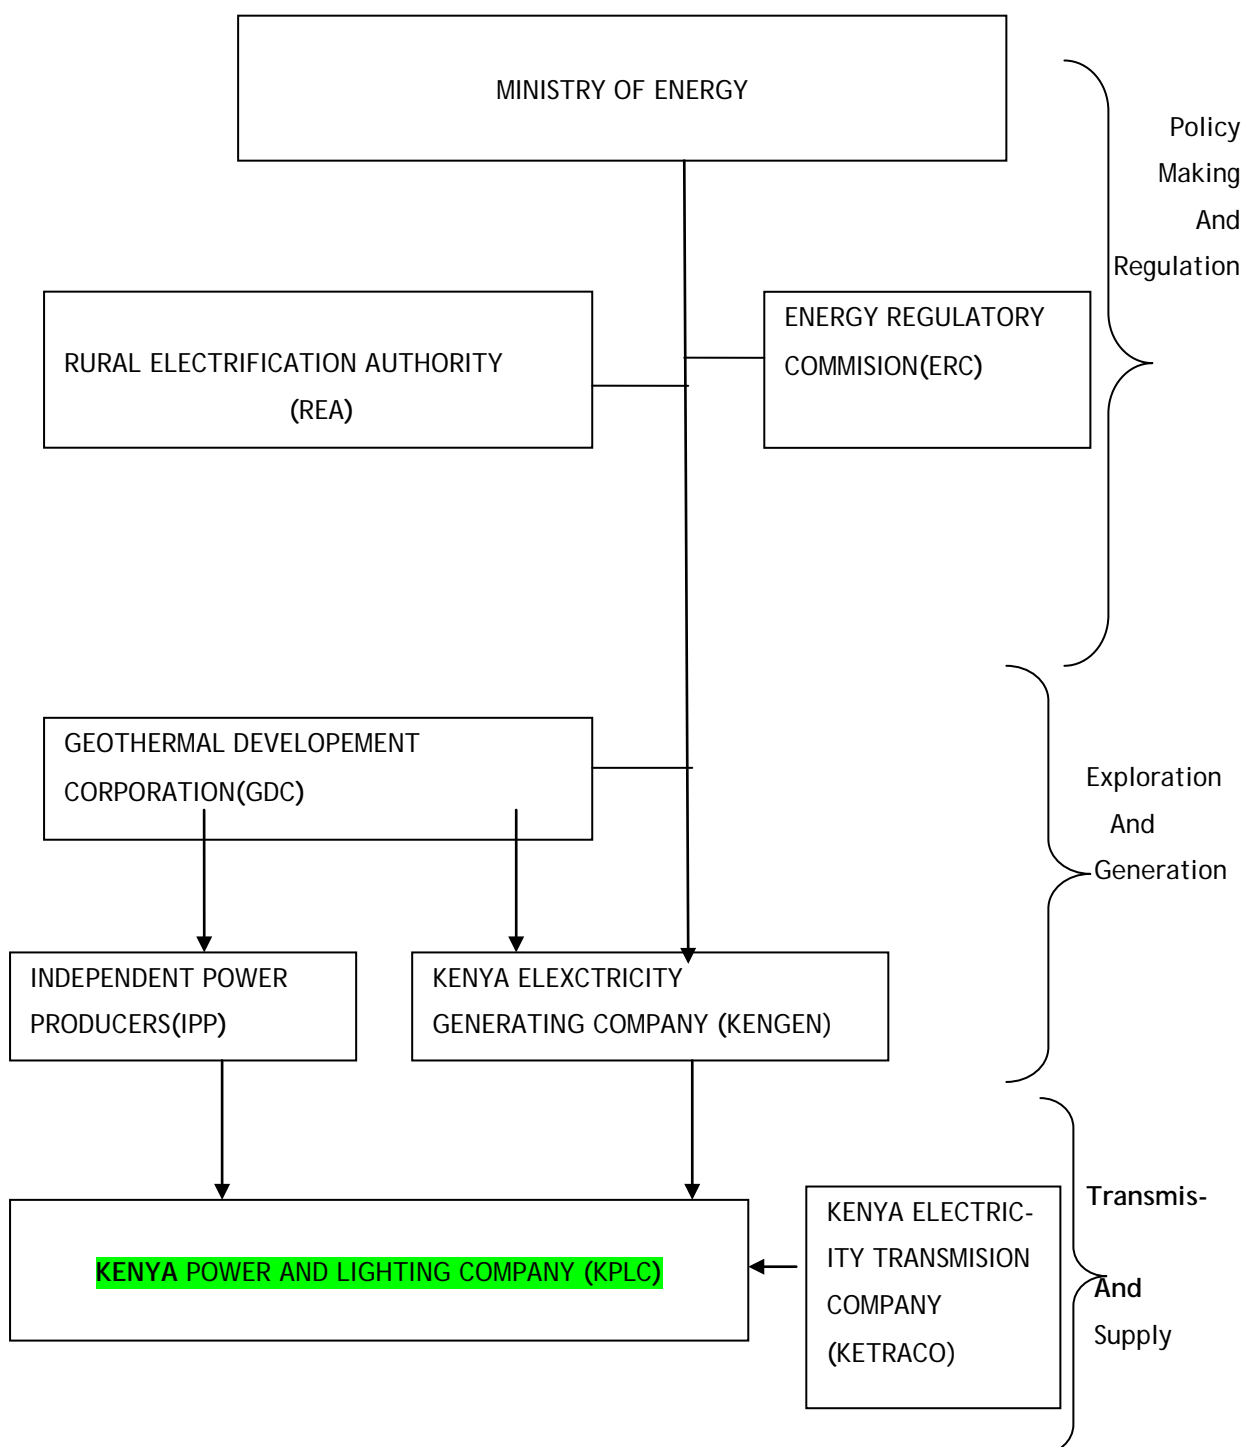 MINISTRY OF ENERGY
Policy
Making
And
Regulation
RURAL ELECTRIFICATION AUTHORITY
(REA)
ENERGY REGULATORY
COMMISION(ERC)
GEOTHERMAL DEVELOPEMENT
CORPORATION(GDC)
Exploration
And
Generation
INDEPENDENT POWER
PRODUCERS(IPP)
KENYA ELEXCTRICITY
GENERATING COMPANY (KENGEN)
KENYA POWER AND LIGHTING COMPANY (KPLC)
KENYA ELECTRIC-
ITY TRANSMISION
COMPANY
(KETRACO)
Transmis-
And
Supply